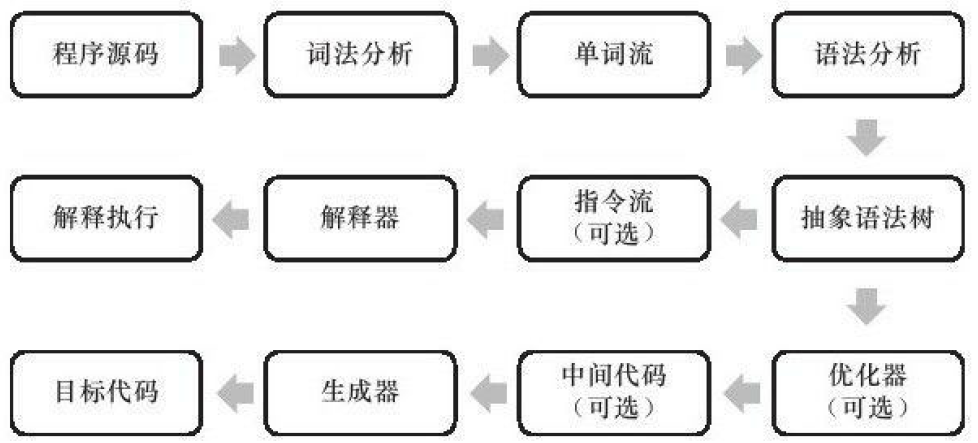 程序源码
词法分析
单词流
语法分析
解释执行
解释器
指令流
（可选）
抽象语法树
目标代码
生成器
中间代码
（可选）
优化器
（可选）